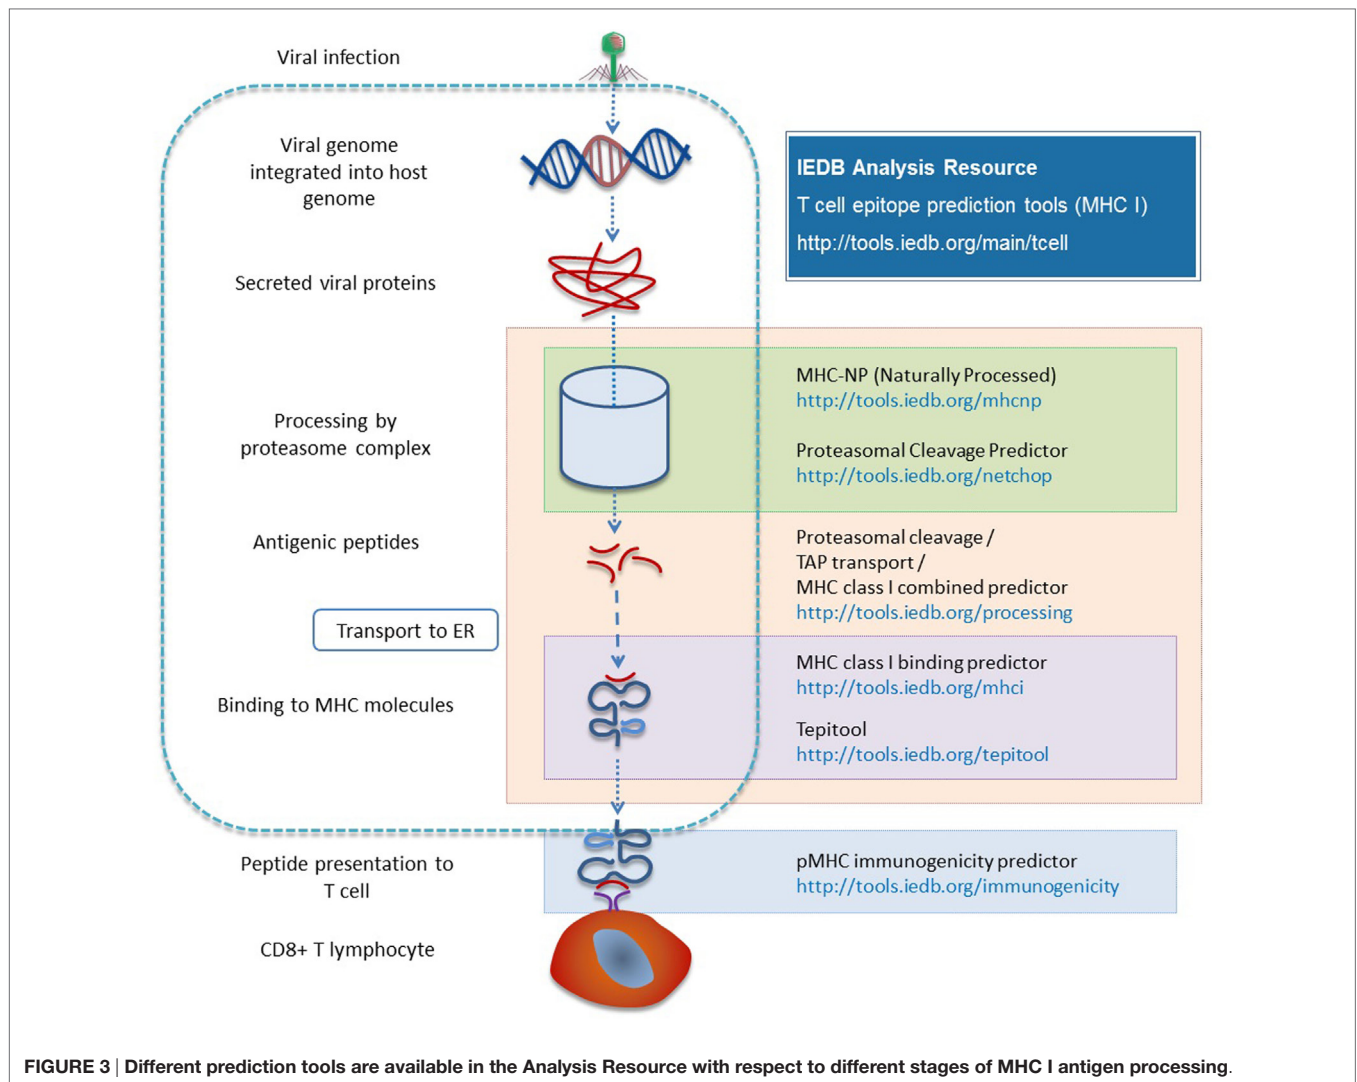 Viral infection
Viral genome
integrated into host
genome
IEDB Analysis Resource
T cell epitope prediction tools (MHC I)
http://tools.iedb.org/main/tcell
Secreted viral proteins
MHC-NP (Naturally Processed)
http://tools.iedb.org/mhcnp
Processing by
proteasome complex
Proteasomal Cleavage Predictor
http://tools.iedb.org/netchop
Antigenic peptides
Proteasomal cleavage /
TAP transport /
MHC class I combined predictor
http://tools.iedb.org/processing
Transport to ER
MHC class I binding predictor
http://tools.iedb.org/mhci
Binding to MHC molecules
Tepitool
http://tools.iedb.org/tepitool
Peptide presentation to
T cell
pMHC immunogenicity predictor
http://tools.iedb.org/immunogenicity
CD8+ T lymphocyte
FIGURE 3 | Different prediction tools are available in the Analysis Resource with respect to different stages of MHC I antigen processing.